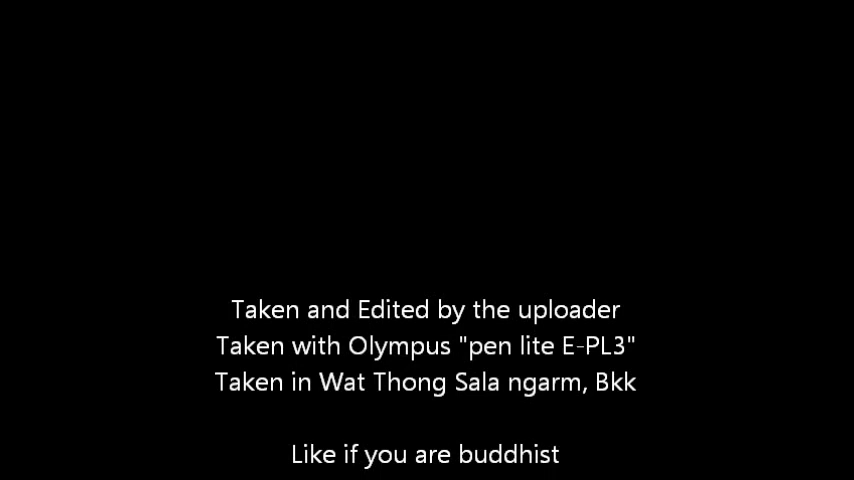 Taken and Edited by the uploader
Taken with Olympus "pen lite E-PL3"
Taken in Wat Thong Sala ngarm, Bkk
Like if you are buddhist